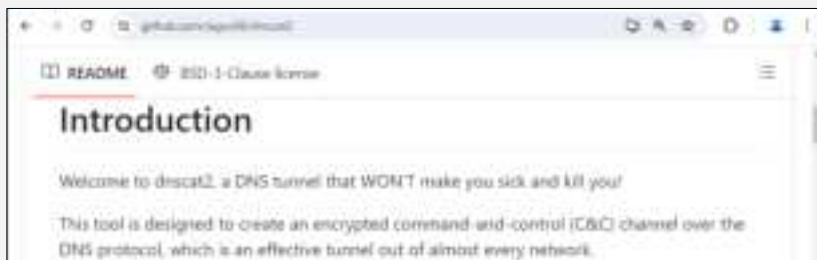 README BSD-3-Clause license
Introduction
Welcome to dnscat2, a DNS tunnel that WON'T make you sick and kill you!
This tool is designed to create an encrypted command-and-control (C&C) channel over the
DNS protocol, which is an effective tunnel out of almost every network.